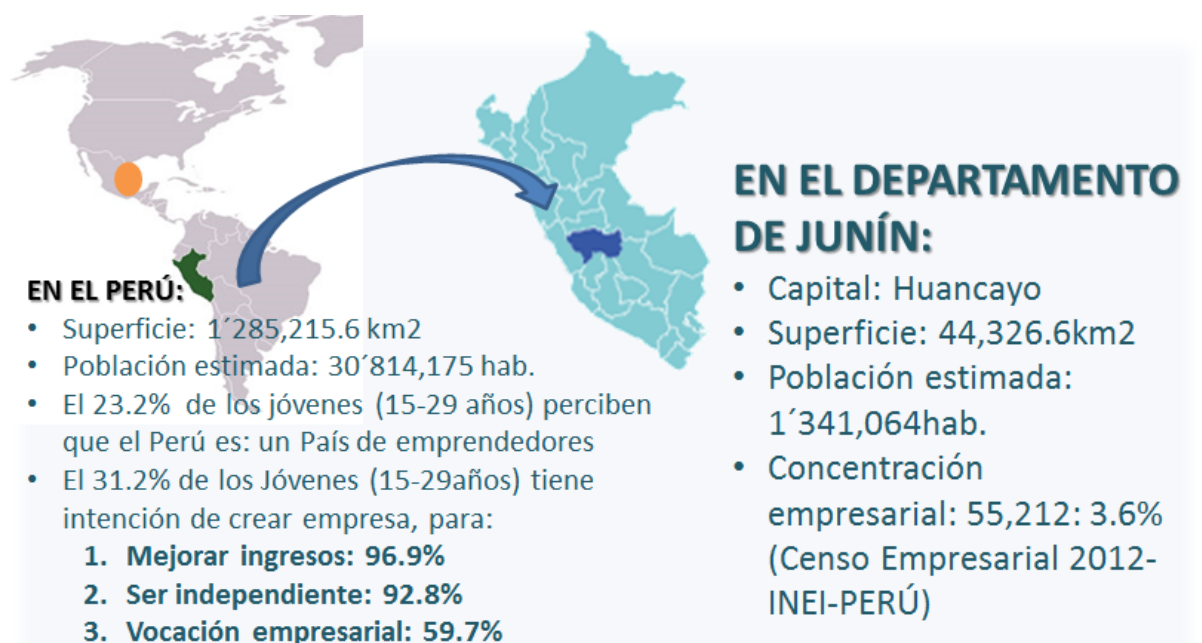 EN EL PERÚ:
• Superficie: 1´285,215.6 km2
• Población estimada: 30´814,175 hab.
• El 23.2% de los jóvenes (15-29 años) perciben
que el Perú es: un País de emprendedores
• El 31.2% de los Jóvenes (15-29años) tiene
intención de crear empresa, para:
1. Mejorar ingresos: 96.9%
2. Ser independiente: 92.8%
3. Vocación empresarial: 59.7%
EN EL DEPARTAMENTO
DE JUNÍN:
• Capital: Huancayo
• Superficie: 44,326.6km2
• Población estimada:
1´341,064hab.
• Concentración
empresarial: 55,212: 3.6%
(Censo Empresarial 2012-
INEI-PERÚ)